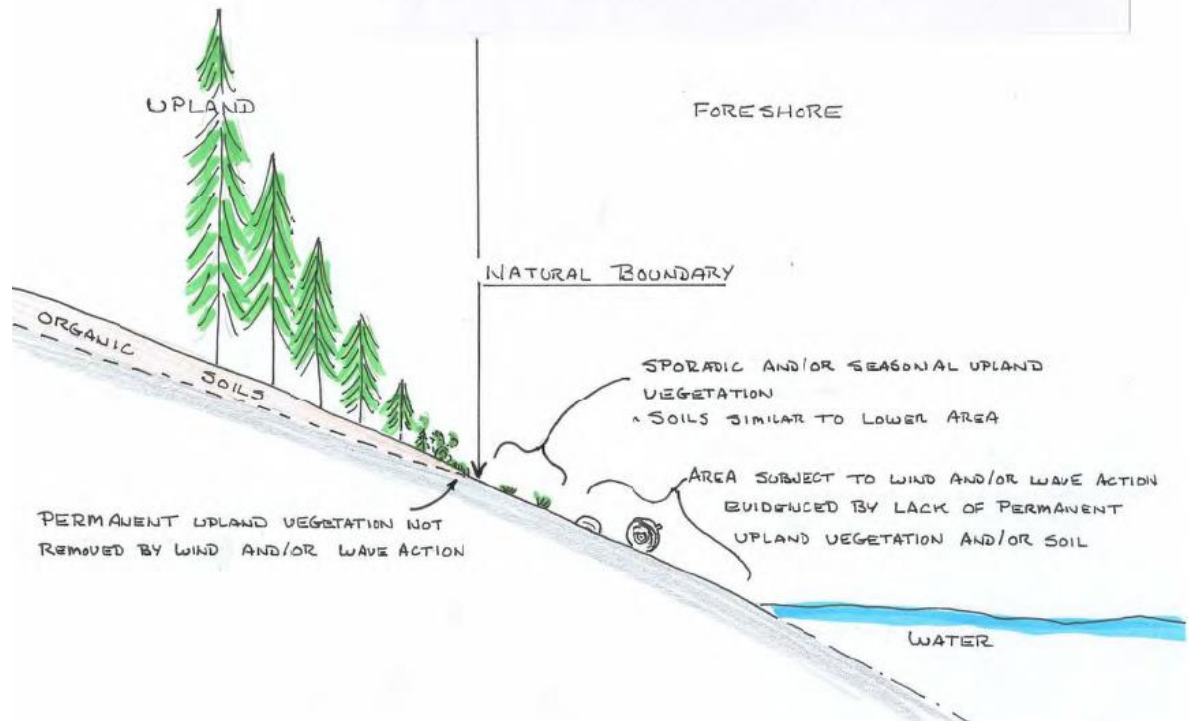 UPLAND
FORESHORE
NATURAL BOUNDARY
ORGANIC
SOILS
SPORADIC AND/OR SEASONAL UPLAND
VEGETATION
~ SOILS SIMILAR TO LOWER AREA
AREA SUBJECT TO WIND AND/OR WAVE ACTION
EVIDENCED BY LACK OF PERMANENT
UPLAND VEGETATION AND/OR SOIL
PERMANENT UPLAND VEGETATION NOT
REMOVED BY WIND AND/OR WAVE ACTION
WATER